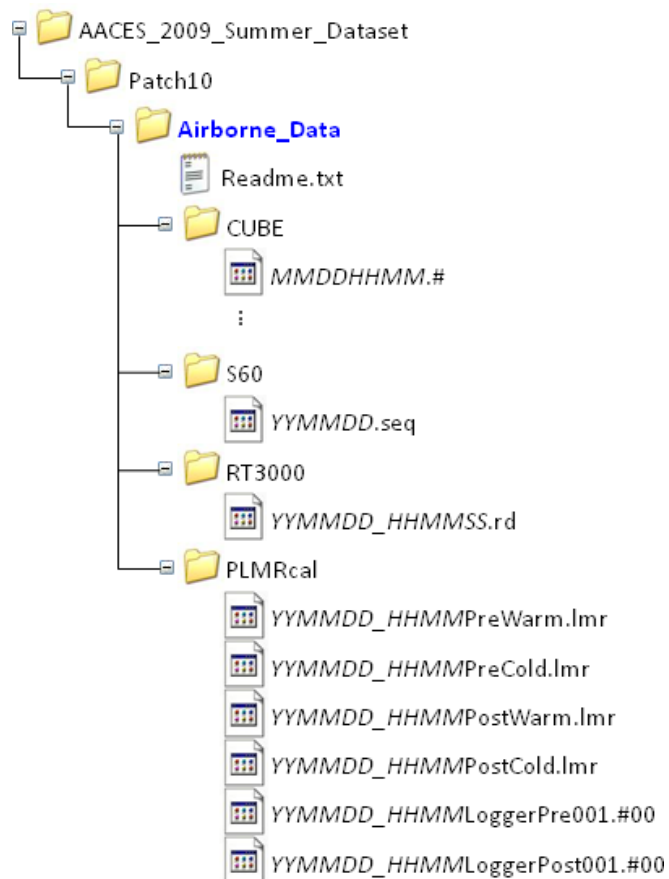 AACES_2009_Summer_Dataset
Patch10
Airborne_Data
Readme.txt
CUBE
MMDDHHMM.#
⋮
S60
YYMMDD.seq
RT3000
YYMMDD_HHMMSS.rd
PLMRcal
YYMMDD_HHMMPreWarm.lmr
YYMMDD_HHMMPreCold.lmr
YYMMDD_HHMMPostWarm.lmr
YYMMDD_HHMMPostCold.lmr
YYMMDD_HHMMLoggerPre001.#00
YYMMDD_HHMMLoggerPost001.#00